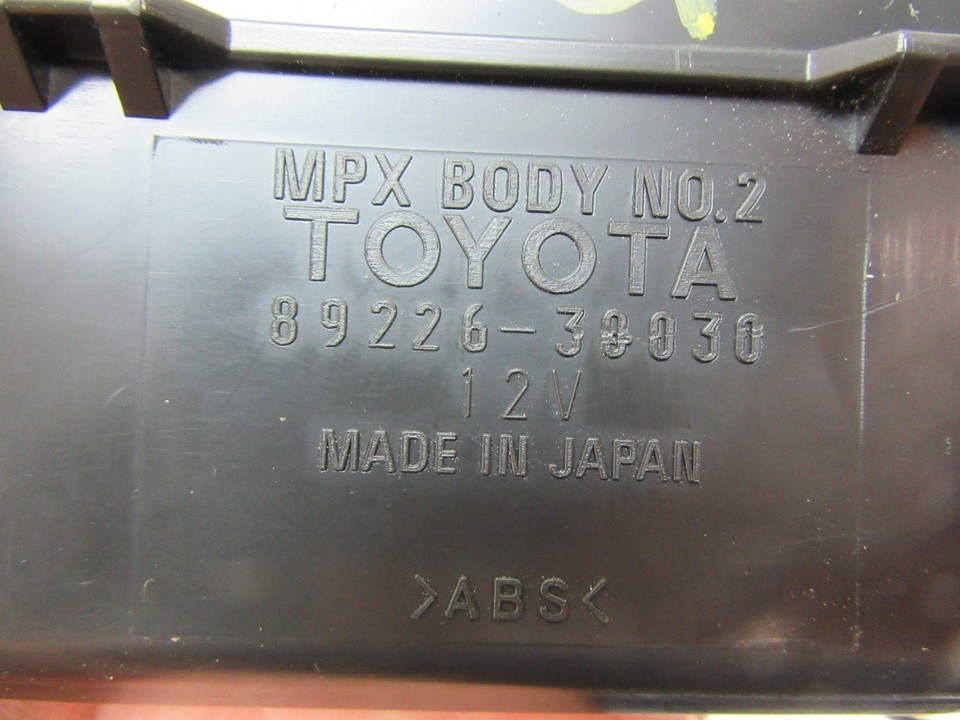 MPX BODY NO.2
TOYOTA
89226-30030
12V
MADE IN JAPAN
>ABS<